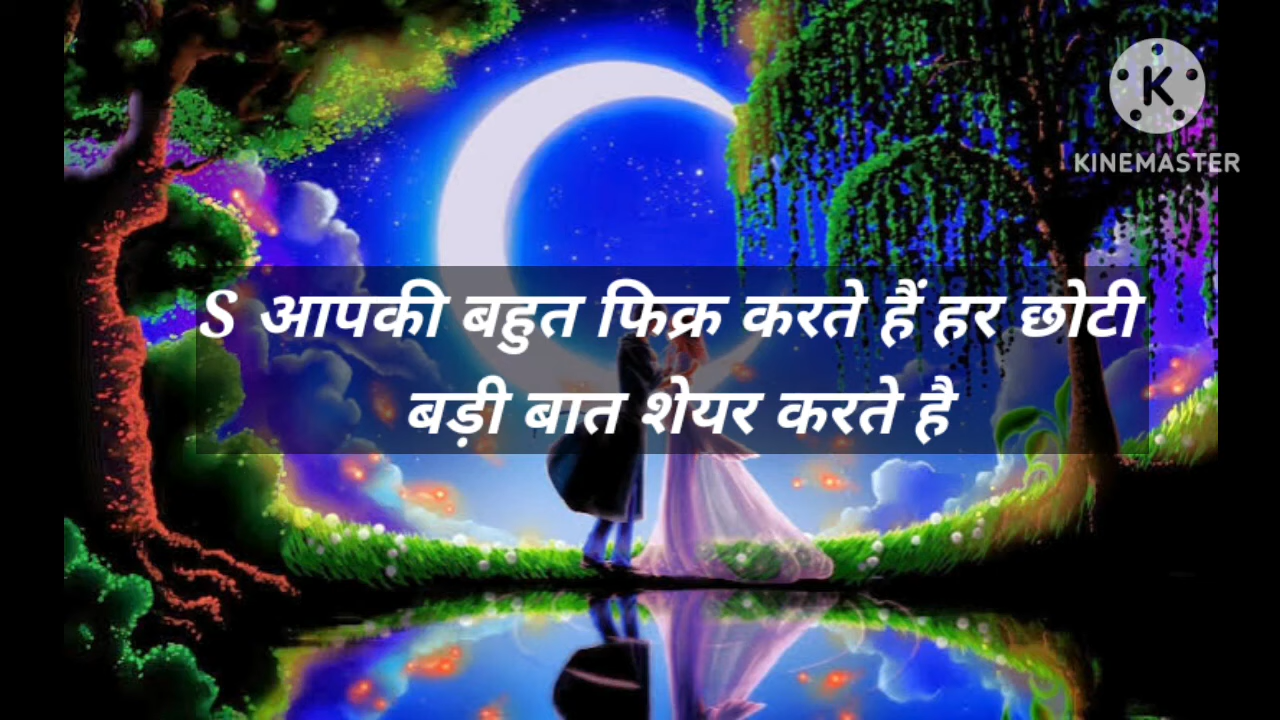 K
KINEMASTER
S आपकी बहुत फिक्र करते हैं हर छोटी
बड़ी बात शेयर करते है